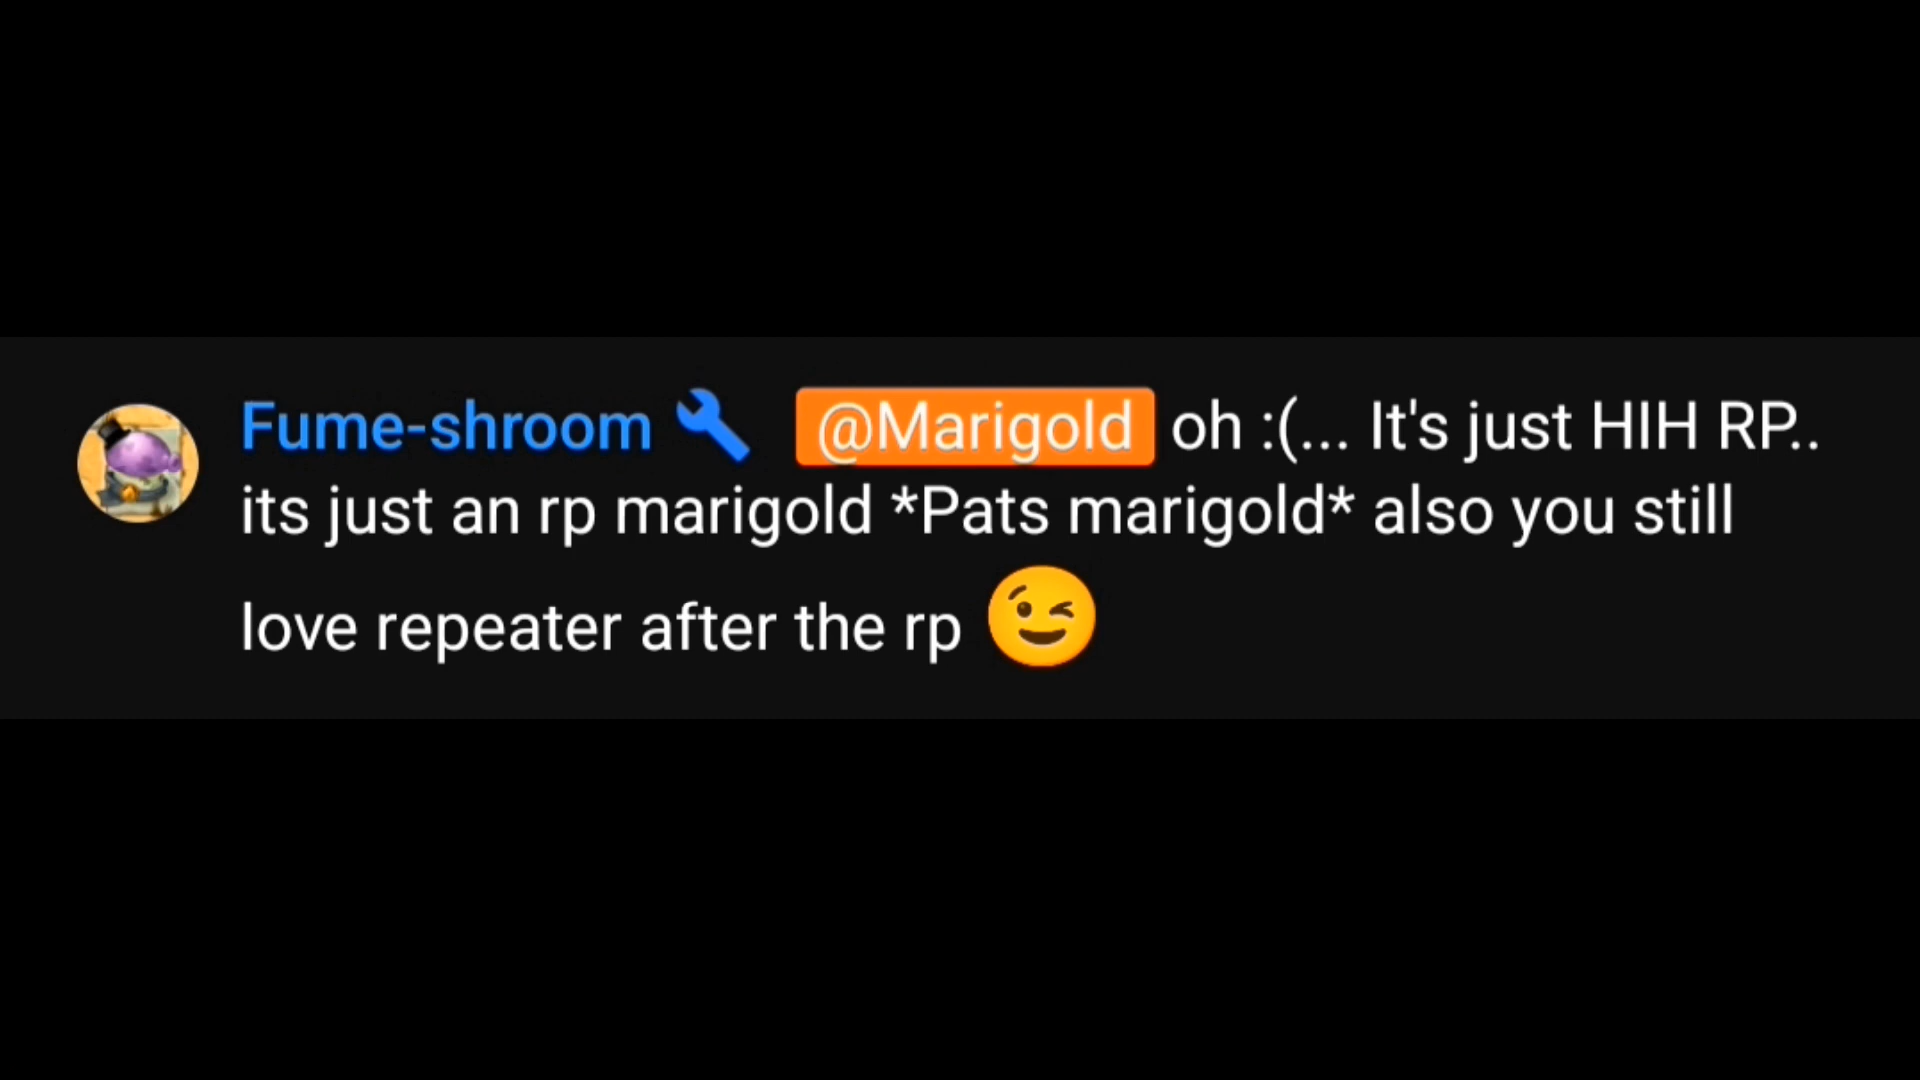 Fume-shroom @Marigold oh :(... It's just HIH RP..
its just an rp marigold *Pats marigold* also you still
love repeater after the rp 😉